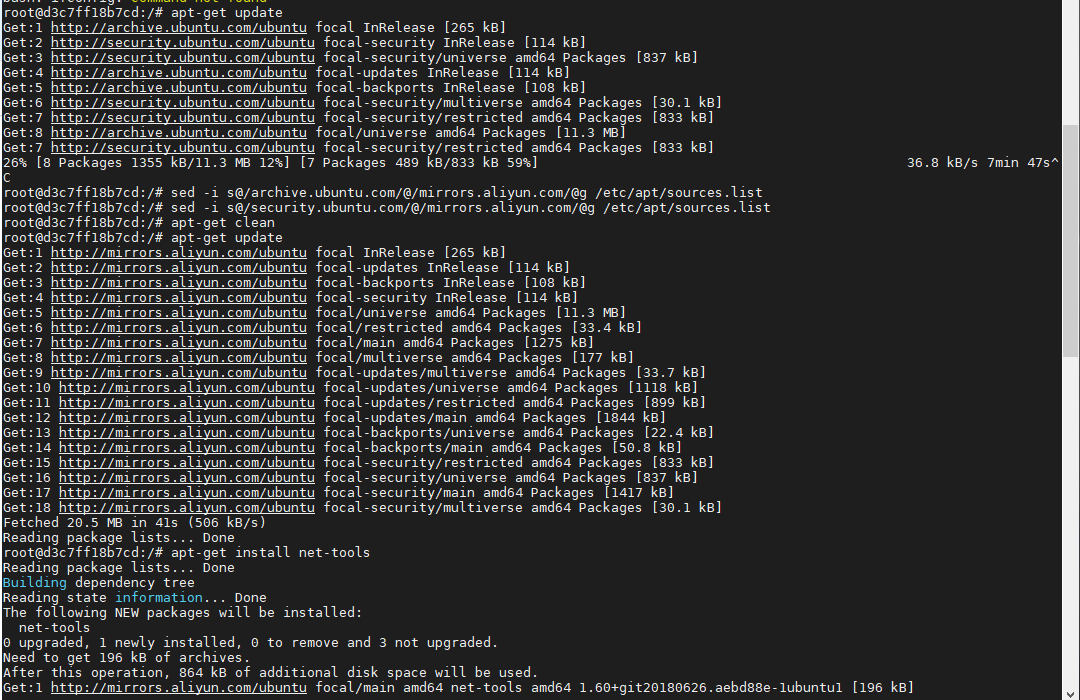 root@d3c7ff18b7cd:/# apt-get update
Get:1 http://archive.ubuntu.com/ubuntu focal InRelease [265 kB]
Get:2 http://security.ubuntu.com/ubuntu focal-security InRelease [114 kB]
Get:3 http://security.ubuntu.com/ubuntu focal-security/universe amd64 Packages [837 kB]
Get:4 http://archive.ubuntu.com/ubuntu focal-updates InRelease [114 kB]
Get:5 http://archive.ubuntu.com/ubuntu focal-backports InRelease [108 kB]
Get:6 http://security.ubuntu.com/ubuntu focal-security/multiverse amd64 Packages [30.1 kB]
Get:7 http://security.ubuntu.com/ubuntu focal-security/restricted amd64 Packages [833 kB]
Get:8 http://archive.ubuntu.com/ubuntu focal/universe amd64 Packages [11.3 MB]
Get:7 http://security.ubuntu.com/ubuntu focal-security/restricted amd64 Packages [833 kB]
26% [8 Packages 1355 kB/11.3 MB 12%] [7 Packages 489 kB/833 kB 59%] 36.8 kB/s 7min 47s^
C
root@d3c7ff18b7cd:/# sed -i s@/archive.ubuntu.com/@/mirrors.aliyun.com/@g /etc/apt/sources.list
root@d3c7ff18b7cd:/# sed -i s@/security.ubuntu.com/@/mirrors.aliyun.com/@g /etc/apt/sources.list
root@d3c7ff18b7cd:/# apt-get clean
root@d3c7ff18b7cd:/# apt-get update
Get:1 http://mirrors.aliyun.com/ubuntu focal InRelease [265 kB]
Get:2 http://mirrors.aliyun.com/ubuntu focal-updates InRelease [114 kB]
Get:3 http://mirrors.aliyun.com/ubuntu focal-backports InRelease [108 kB]
Get:4 http://mirrors.aliyun.com/ubuntu focal-security InRelease [114 kB]
Get:5 http://mirrors.aliyun.com/ubuntu focal/universe amd64 Packages [11.3 MB]
Get:6 http://mirrors.aliyun.com/ubuntu focal/restricted amd64 Packages [33.4 kB]
Get:7 http://mirrors.aliyun.com/ubuntu focal/main amd64 Packages [1275 kB]
Get:8 http://mirrors.aliyun.com/ubuntu focal/multiverse amd64 Packages [177 kB]
Get:9 http://mirrors.aliyun.com/ubuntu focal-updates/multiverse amd64 Packages [33.7 kB]
Get:10 http://mirrors.aliyun.com/ubuntu focal-updates/universe amd64 Packages [1118 kB]
Get:11 http://mirrors.aliyun.com/ubuntu focal-updates/restricted amd64 Packages [899 kB]
Get:12 http://mirrors.aliyun.com/ubuntu focal-updates/main amd64 Packages [1844 kB]
Get:13 http://mirrors.aliyun.com/ubuntu focal-backports/universe amd64 Packages [22.4 kB]
Get:14 http://mirrors.aliyun.com/ubuntu focal-backports/main amd64 Packages [50.8 kB]
Get:15 http://mirrors.aliyun.com/ubuntu focal-security/restricted amd64 Packages [833 kB]
Get:16 http://mirrors.aliyun.com/ubuntu focal-security/universe amd64 Packages [837 kB]
Get:17 http://mirrors.aliyun.com/ubuntu focal-security/main amd64 Packages [1417 kB]
Get:18 http://mirrors.aliyun.com/ubuntu focal-security/multiverse amd64 Packages [30.1 kB]
Fetched 20.5 MB in 41s (506 kB/s)
Reading package lists... Done
root@d3c7ff18b7cd:/# apt-get install net-tools
Reading package lists... Done
Building dependency tree
Reading state information... Done
The following NEW packages will be installed:
  net-tools
0 upgraded, 1 newly installed, 0 to remove and 3 not upgraded.
Need to get 196 kB of archives.
After this operation, 864 kB of additional disk space will be used.
Get:1 http://mirrors.aliyun.com/ubuntu focal/main amd64 net-tools amd64 1.60+git20180626.aebd88e-1ubuntu1 [196 kB]